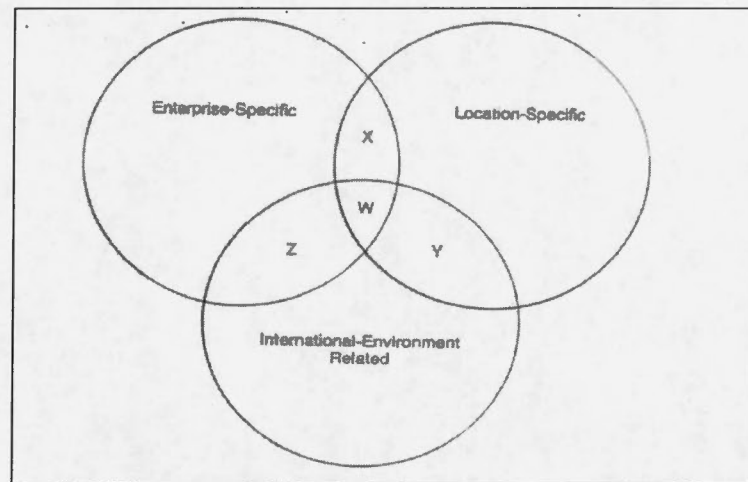 Enterprise-Specific
Location-Specific
X
W
Z
Y
International-Environment
Related